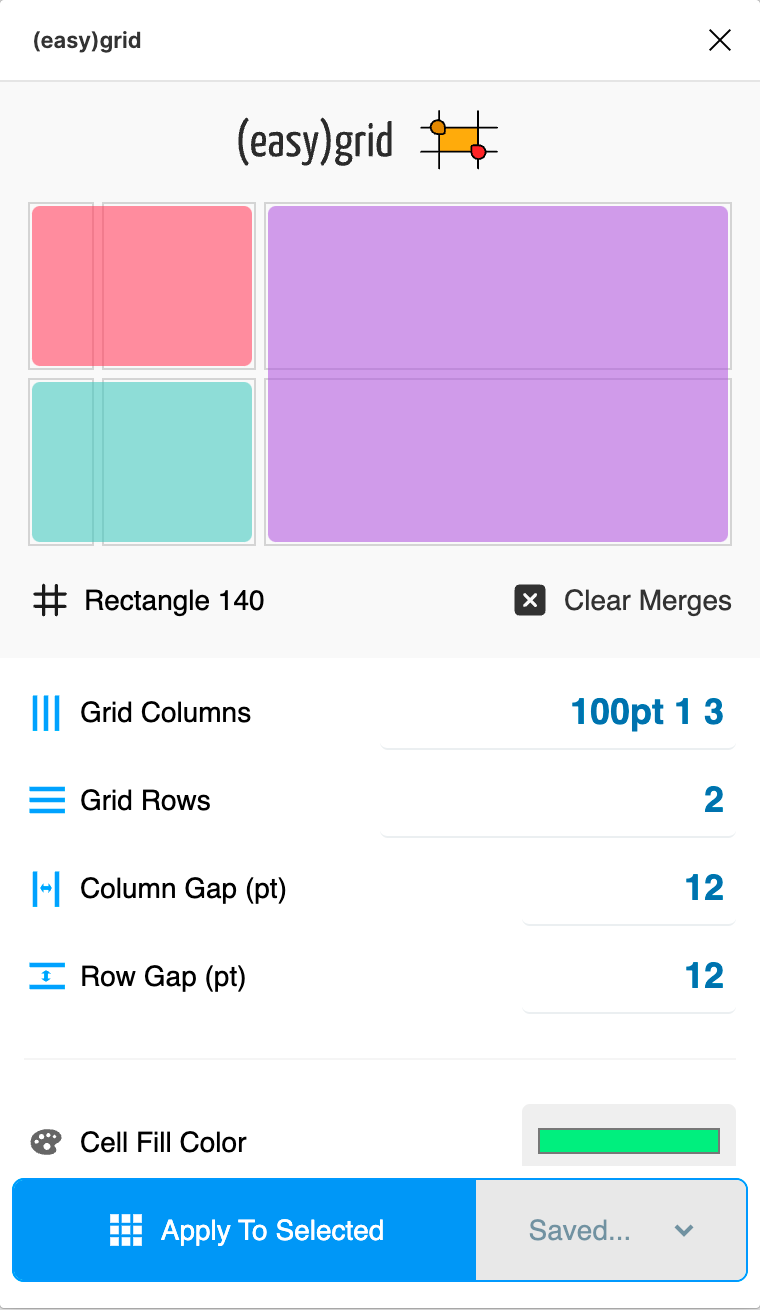 (easy)grid
(easy)grid
Rectangle 140 Clear Merges
Grid Columns 100pt 1 3
Grid Rows 2
Column Gap (pt) 12
Row Gap (pt) 12
Cell Fill Color
Apply To Selected Saved...